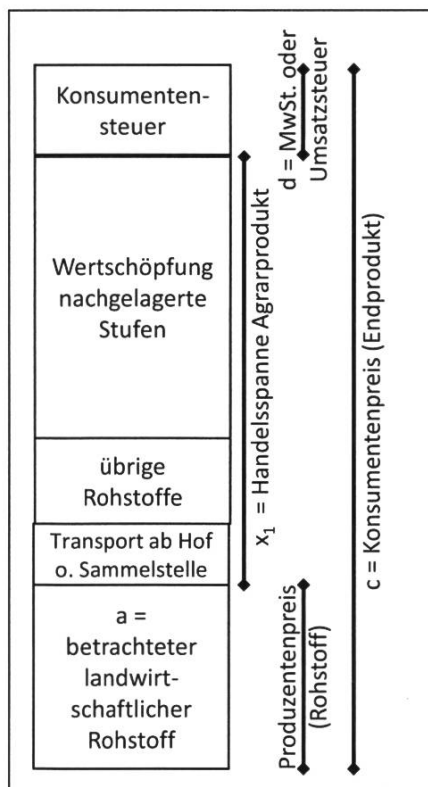 Konsumenten-
steuer
Wertschöpfung
nachgelagerte
Stufen
übrige
Rohstoffe
Transport ab Hof
o. Sammelstelle
a =
betrachteter
landwirt-
schaftlicher
Rohstoff
x₁ = Handelsspanne Agrarprodukt
d = MwSt. oder
Umsatzsteuer
Produzentenpreis
(Rohstoff)
c = Konsumentenpreis (Endprodukt)